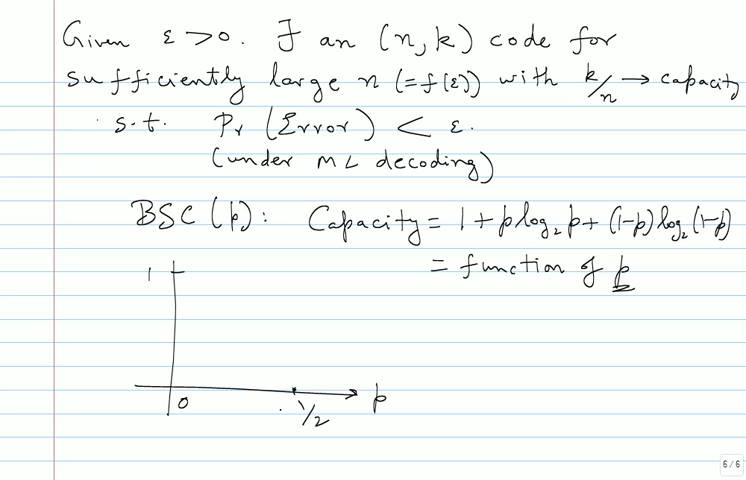 Given ε > 0. ∃ an (n, k) code for
sufficiently large n (= f(ε)) with k/n → capacity
s.t. Pr (Error) < ε.
(under ML decoding)
BSC (p): Capacity = 1 + p log₂ p + (1-p) log₂ (1-p)
= function of p
1
0 1/2 p
6 / 6